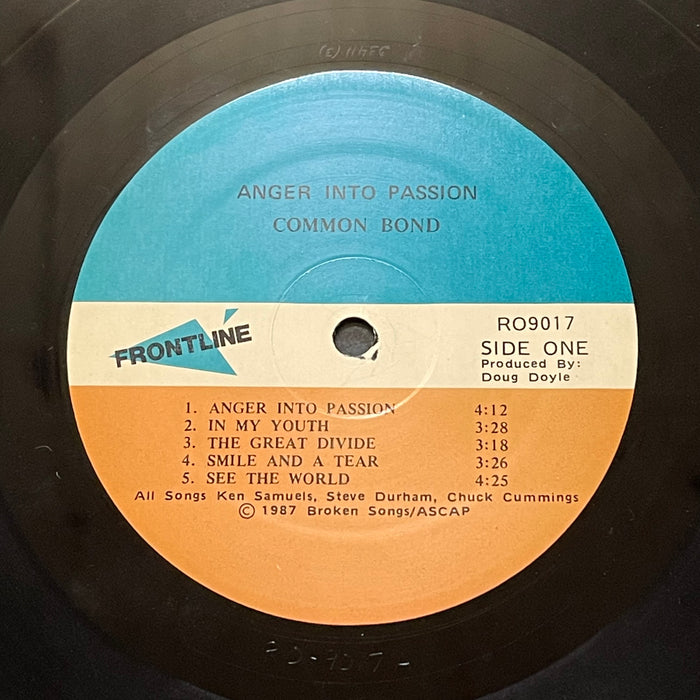 ANGER INTO PASSION
COMMON BOND
FRONTLINE
RO9017
SIDE ONE
Produced By:
Doug Doyle
1. ANGER INTO PASSION 4:12
2. IN MY YOUTH 3:28
3. THE GREAT DIVIDE 3:18
4. SMILE AND A TEAR 3:26
5. SEE THE WORLD 4:25
All Songs Ken Samuels, Steve Durham, Chuck Cummings
© 1987 Broken Songs/ASCAP